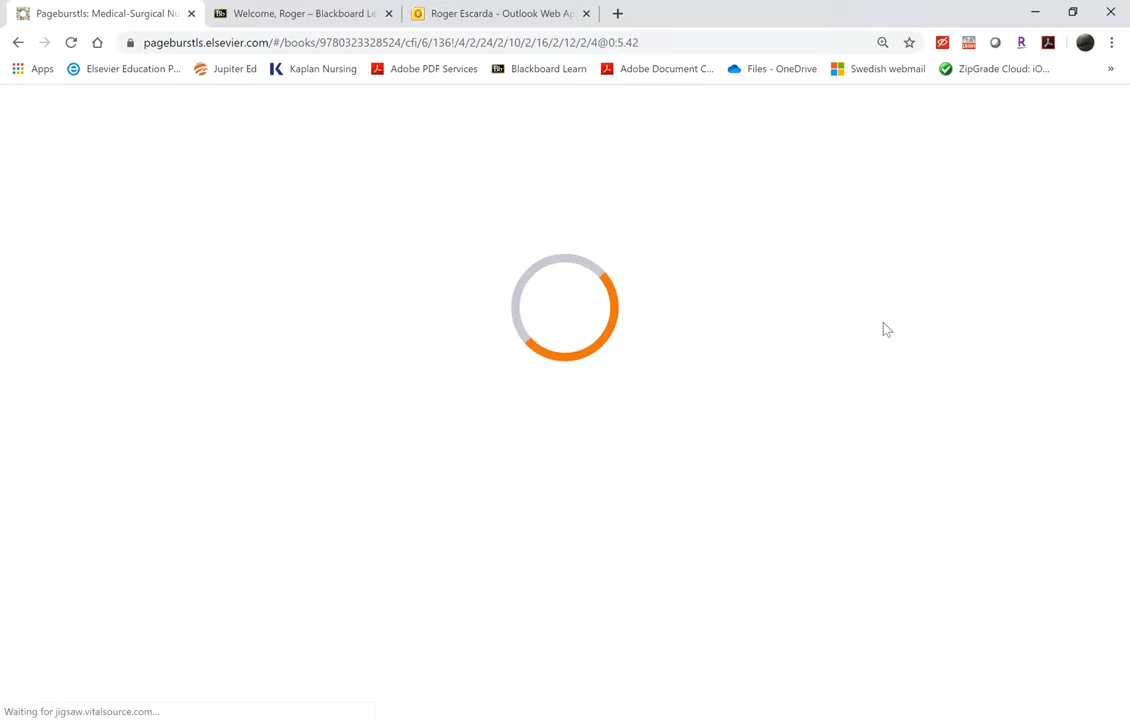 Pageburstls: Medical-Surgical Nu
Welcome, Roger – Blackboard Le
Roger Escarda - Outlook Web Ap
pageburstls.elsevier.com/#/books/9780323328524/cfi/6/136!/4/2/24/2/10/2/16/2/12/2/4@0:5.42
Apps
Elsevier Education P...
Jupiter Ed
Kaplan Nursing
Adobe PDF Services
Bb
Blackboard Learn
Adobe Document C...
Files - OneDrive
Swedish webmail
ZipGrade Cloud: iO...
»
Waiting for jigsaw.vitalsource.com...